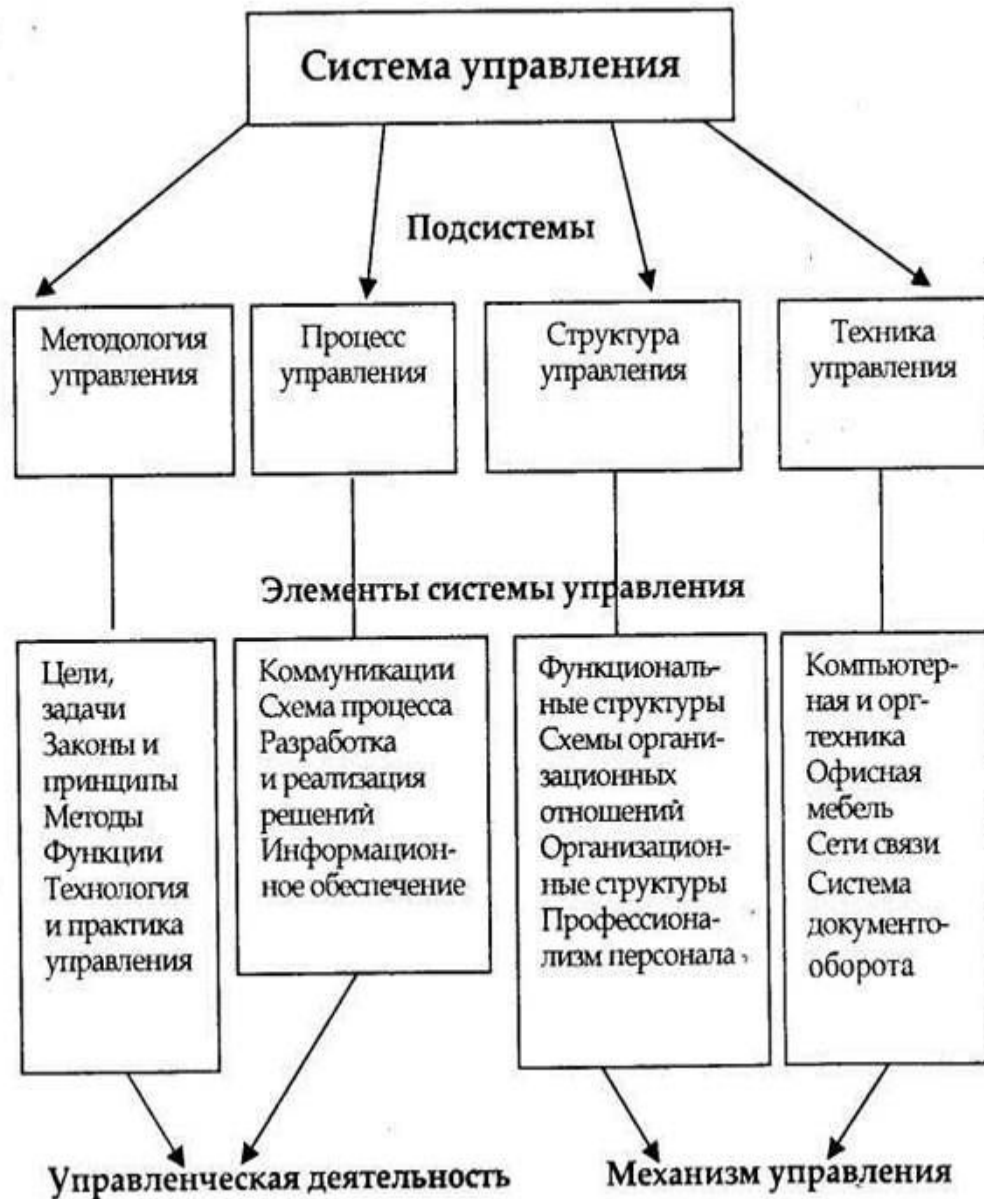 Система управления
Подсистемы
Методология
управления
Процесс
управления
Структура
управления
Техника
управления
Элементы системы управления
Цели,
задачи
Законы и
принципы
Методы
Функции
Технология
и практика
управления
Коммуникации
Схема процесса
Разработка
и реализация
решений
Информацион-
ное обеспечение
Функциональ-
ные структуры
Схемы органи-
зационных
отношений
Организацион-
ные структуры
Профессиона-
лизм персонала
Компьютер-
ная и орг-
техника
Офисная
мебель
Сети связи
Система
документо-
оборота
Управленческая деятельность
Механизм управления